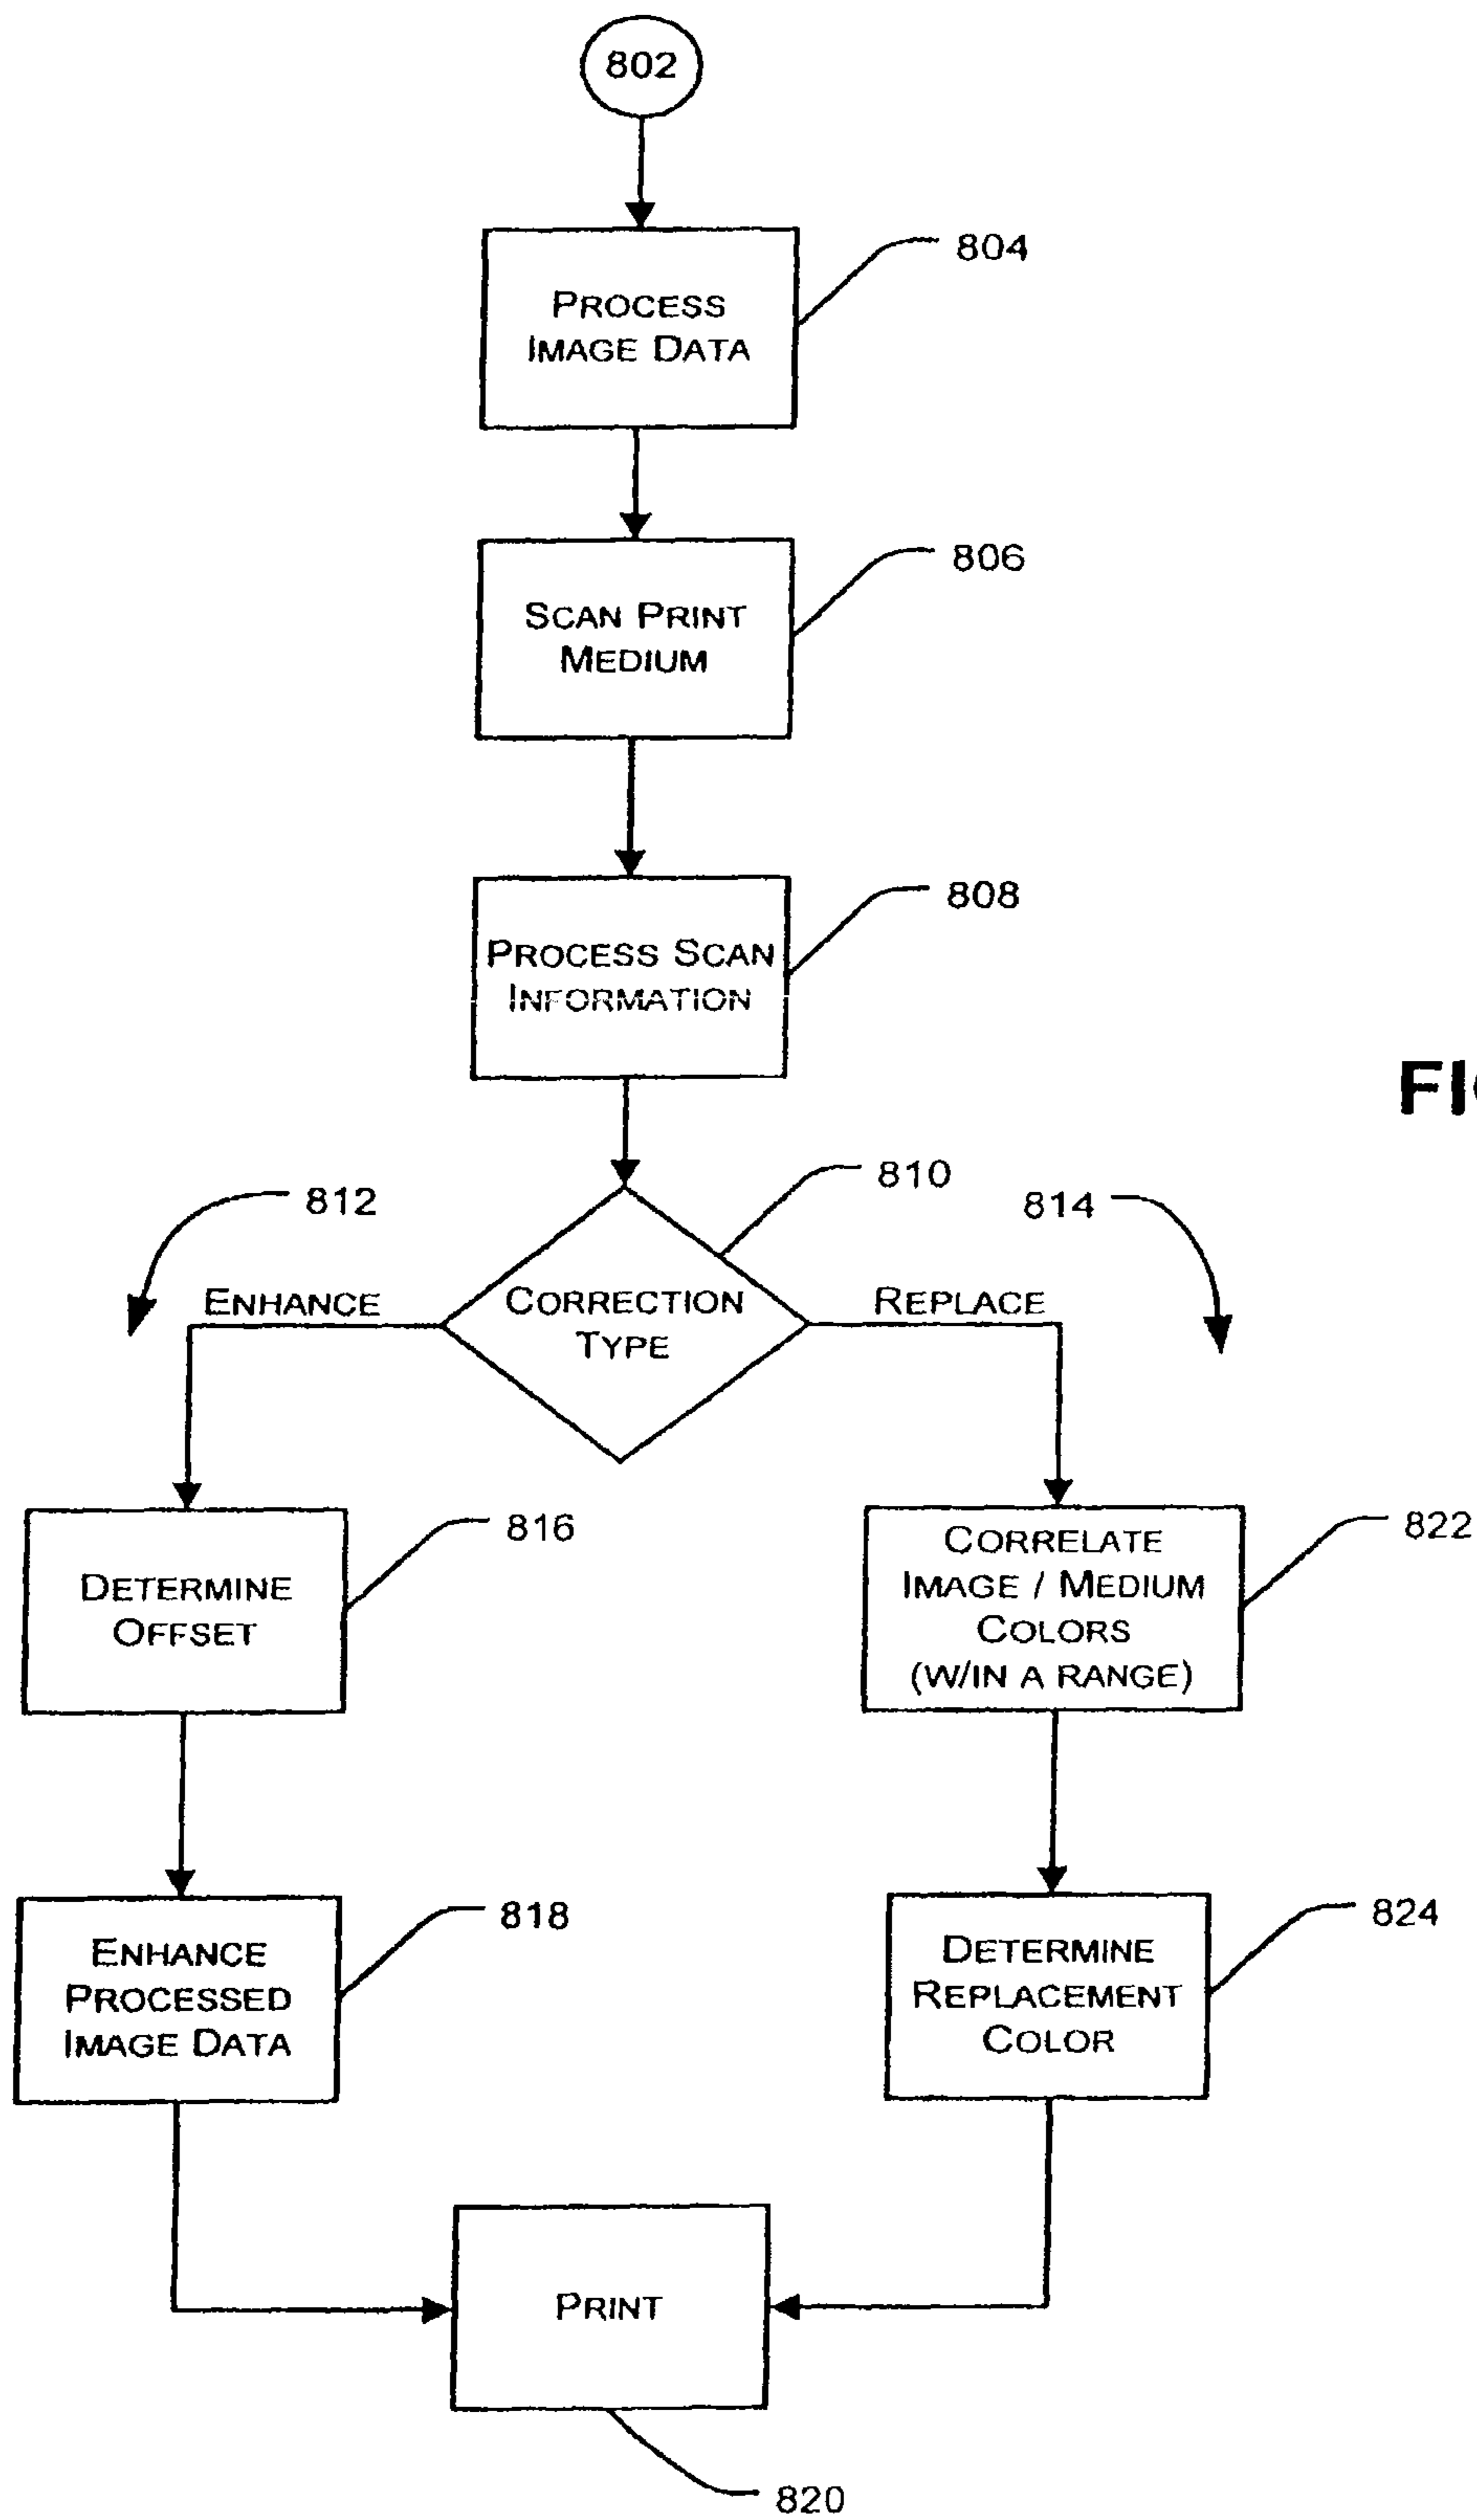 802
PROCESS
IMAGE DATA
804
SCAN PRINT
MEDIUM
806
PROCESS SCAN
INFORMATION
808
FI
810
812
814
ENHANCE
CORRECTION
TYPE
REPLACE
DETERMINE
OFFSET
816
CORRELATE
IMAGE / MEDIUM
COLORS
(W/IN A RANGE)
822
ENHANCE
PROCESSED
IMAGE DATA
818
DETERMINE
REPLACEMENT
COLOR
824
PRINT
820